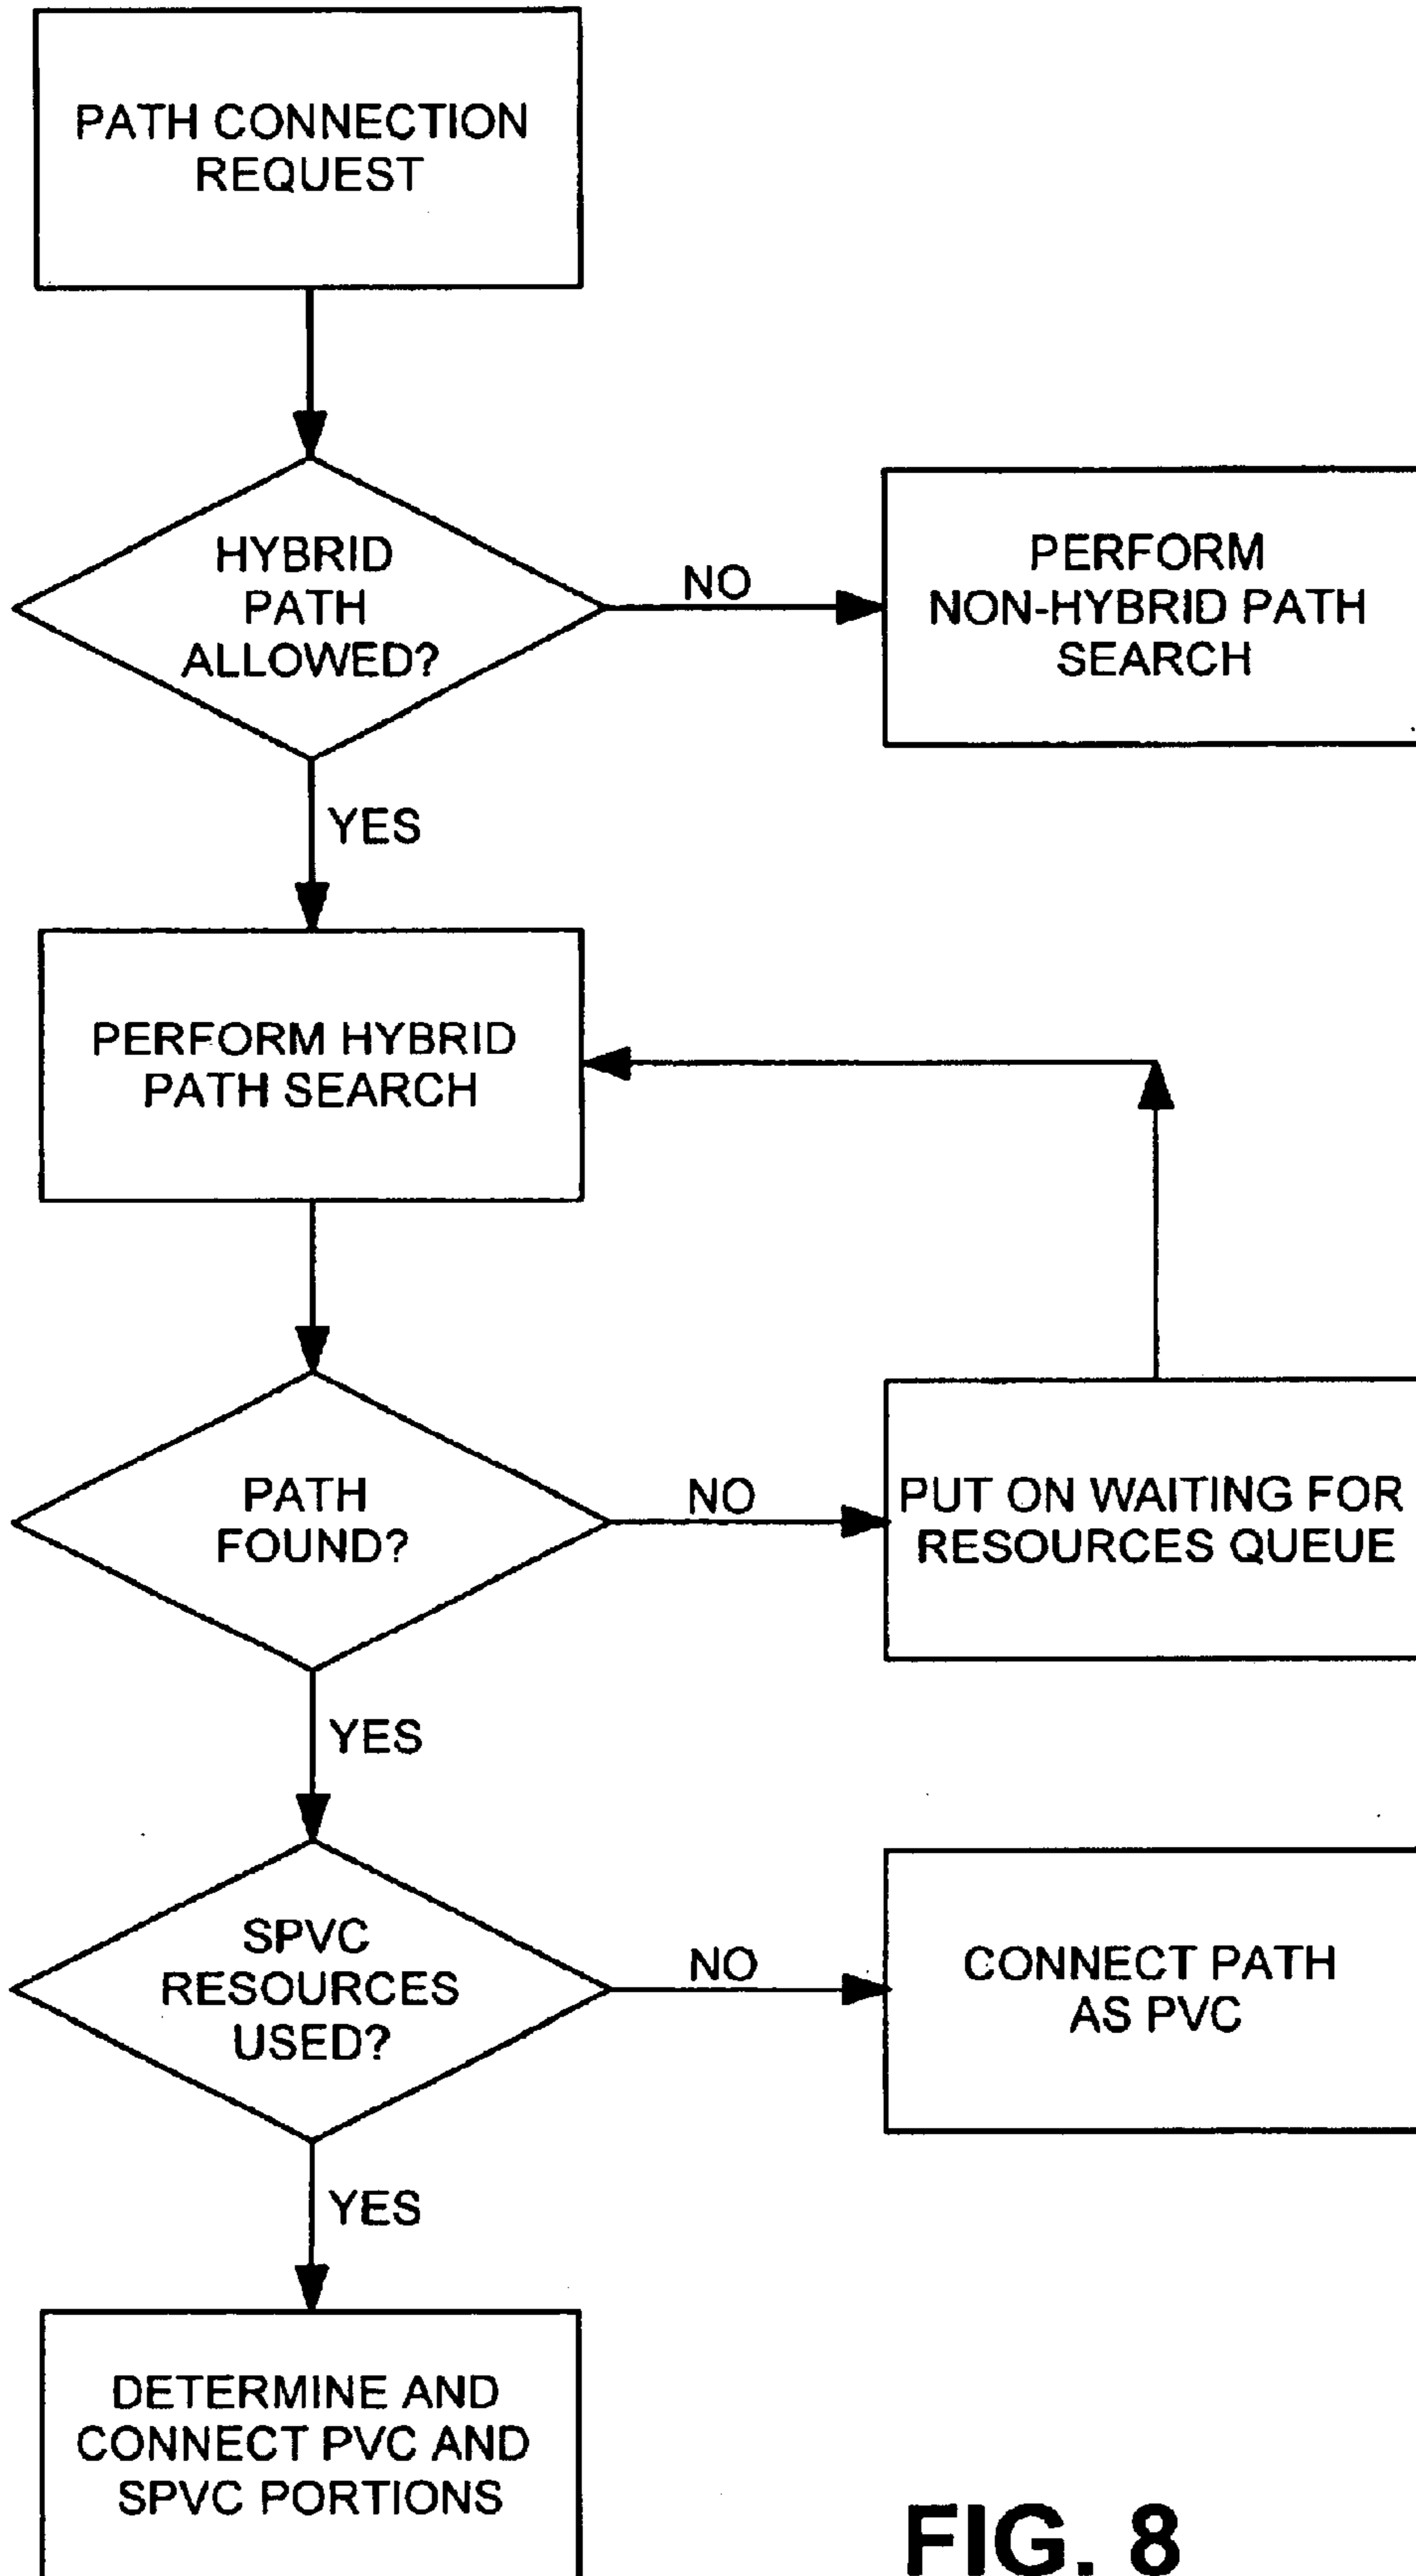 PATH CONNECTION
REQUEST
HYBRID
PATH
ALLOWED?
NO
PERFORM
NON-HYBRID PATH
SEARCH
YES
PERFORM HYBRID
PATH SEARCH
PATH
FOUND?
NO
PUT ON WAITING FOR
RESOURCES QUEUE
YES
SPVC
RESOURCES
USED?
NO
CONNECT PATH
AS PVC
YES
DETERMINE AND
CONNECT PVC AND
SPVC PORTIONS
FIG. 8